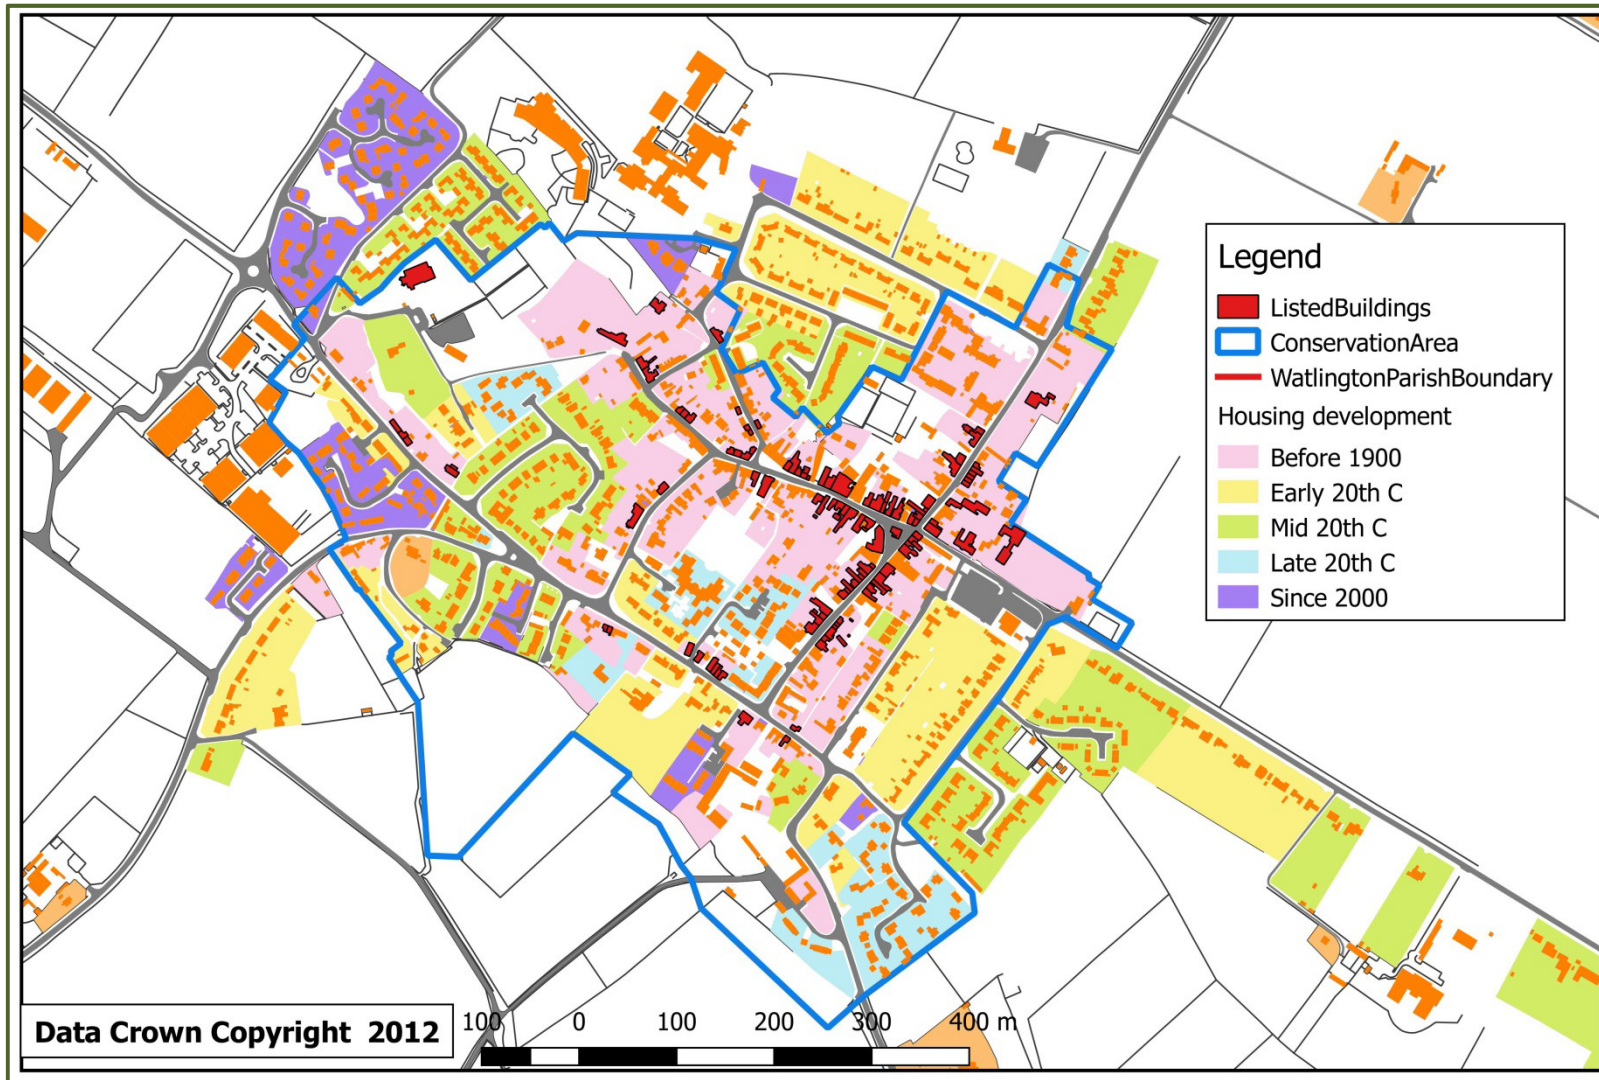 Legend
ListedBuildings
ConservationArea
WatlingtonParishBoundary
Housing development
Before 1900
Early 20th C
Mid 20th C
Late 20th C
Since 2000
Data Crown Copyright  2012
100 0 100 200 300 400 m